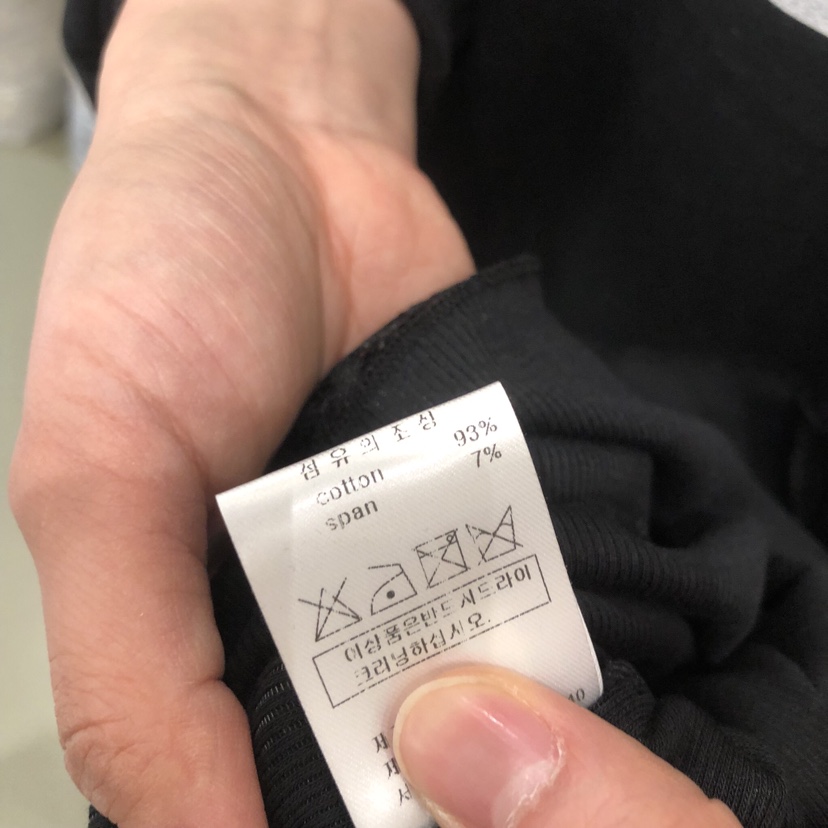 섬유의 조성
cotton 93%
span 7%
이상품은반드시드라이
크리닝하십시오.